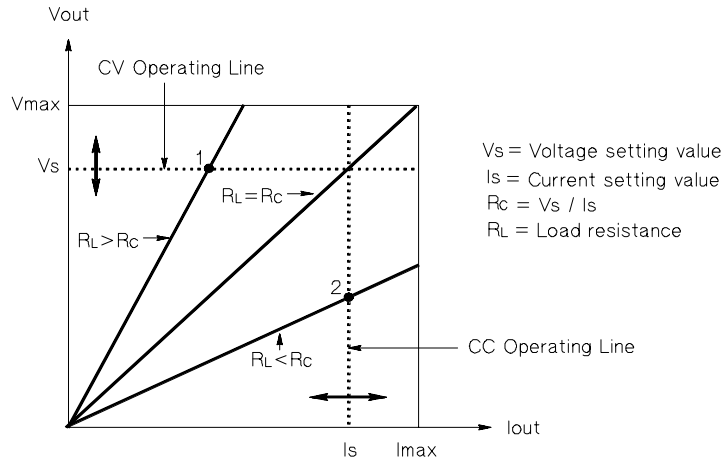 Vout
CV Operating Line
Vmax
Vs
1
RL=RC
RL>RC
2
RL<RC
CC Operating Line
Iout
Is
Imax
Vs = Voltage setting value
Is = Current setting value
RC = Vs / Is
RL = Load resistance